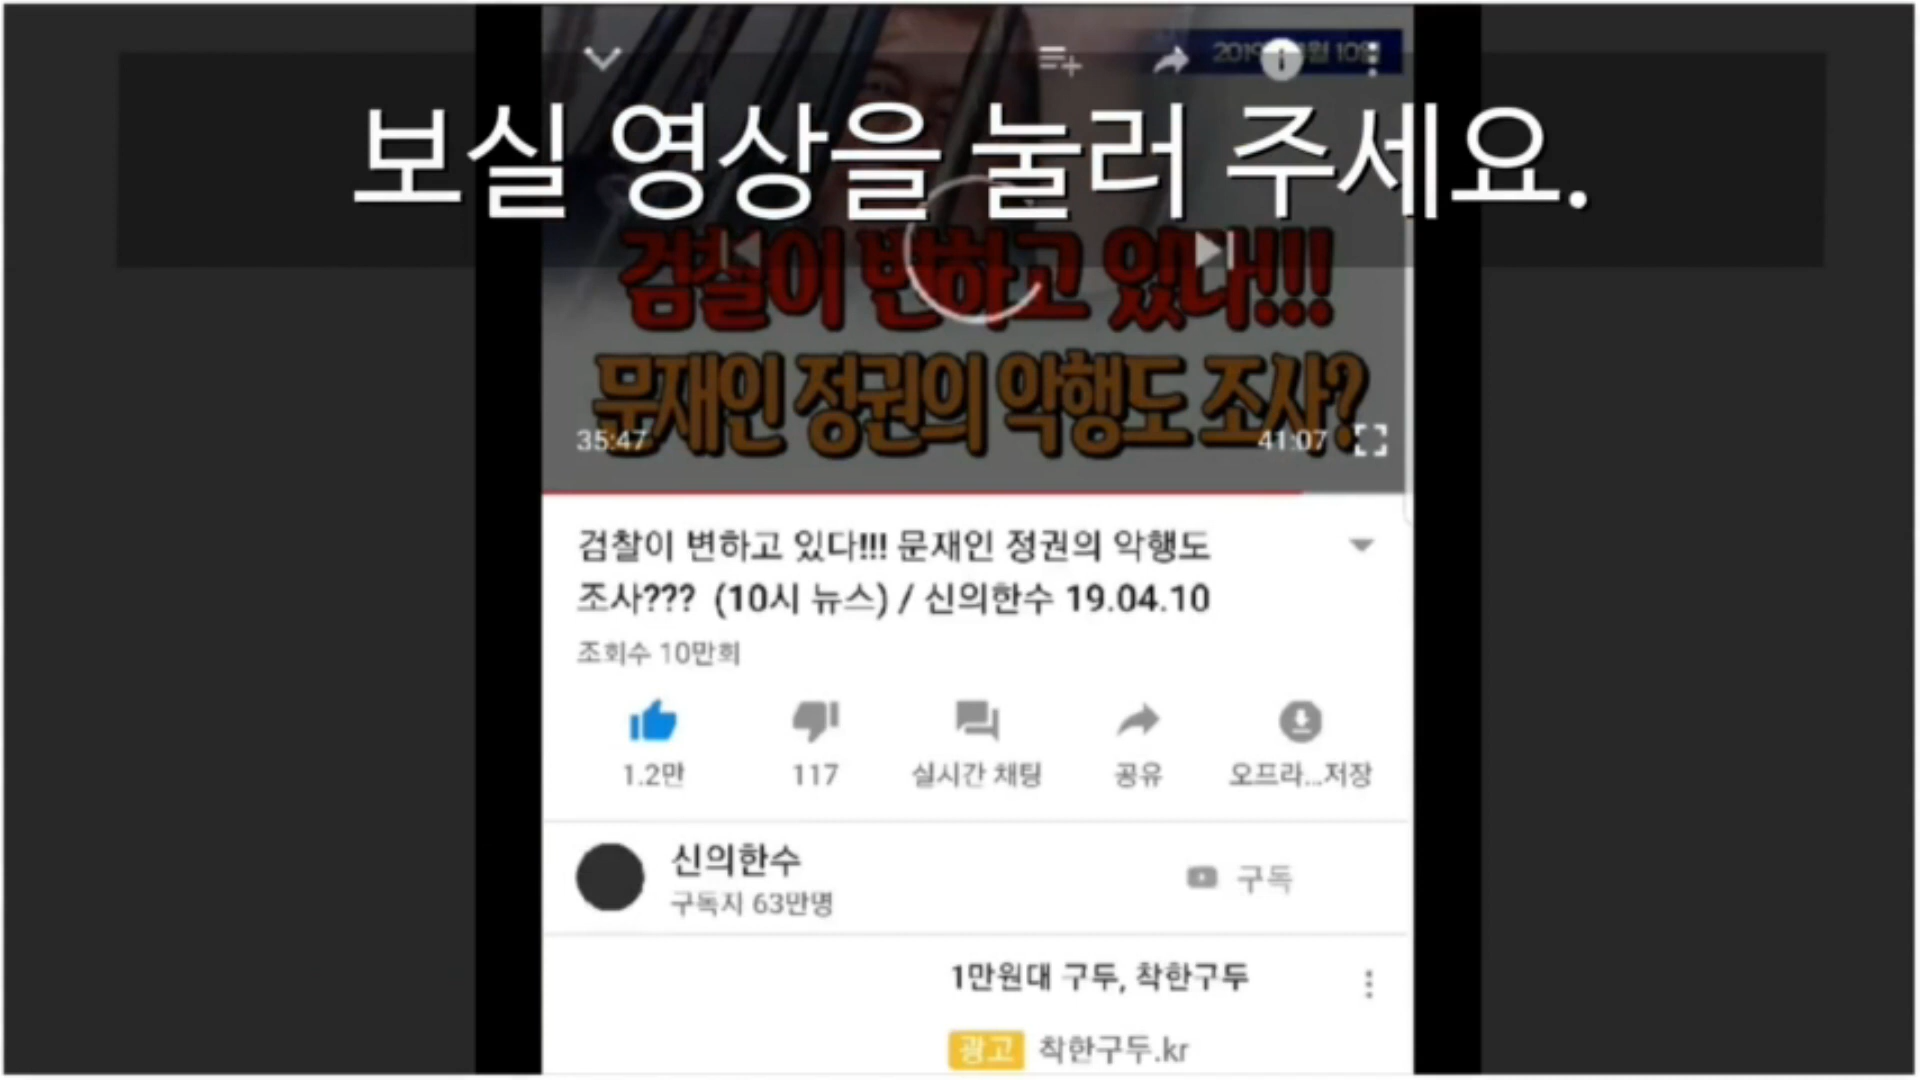 보실 영상을 눌러 주세요.
검찰이 변하고 있다!!!
문재인 정권의 악행도 조사?
35:47
41:07
검찰이 변하고 있다!!! 문재인 정권의 악행도
조사??? (10시 뉴스) / 신의한수 19.04.10
조회수 10만회
1.2만
117
실시간 채팅
공유
오프라...저장
신의한수
구독자 63만명
구독
1만원대 구두, 착한구두
광고 착한구두.kr